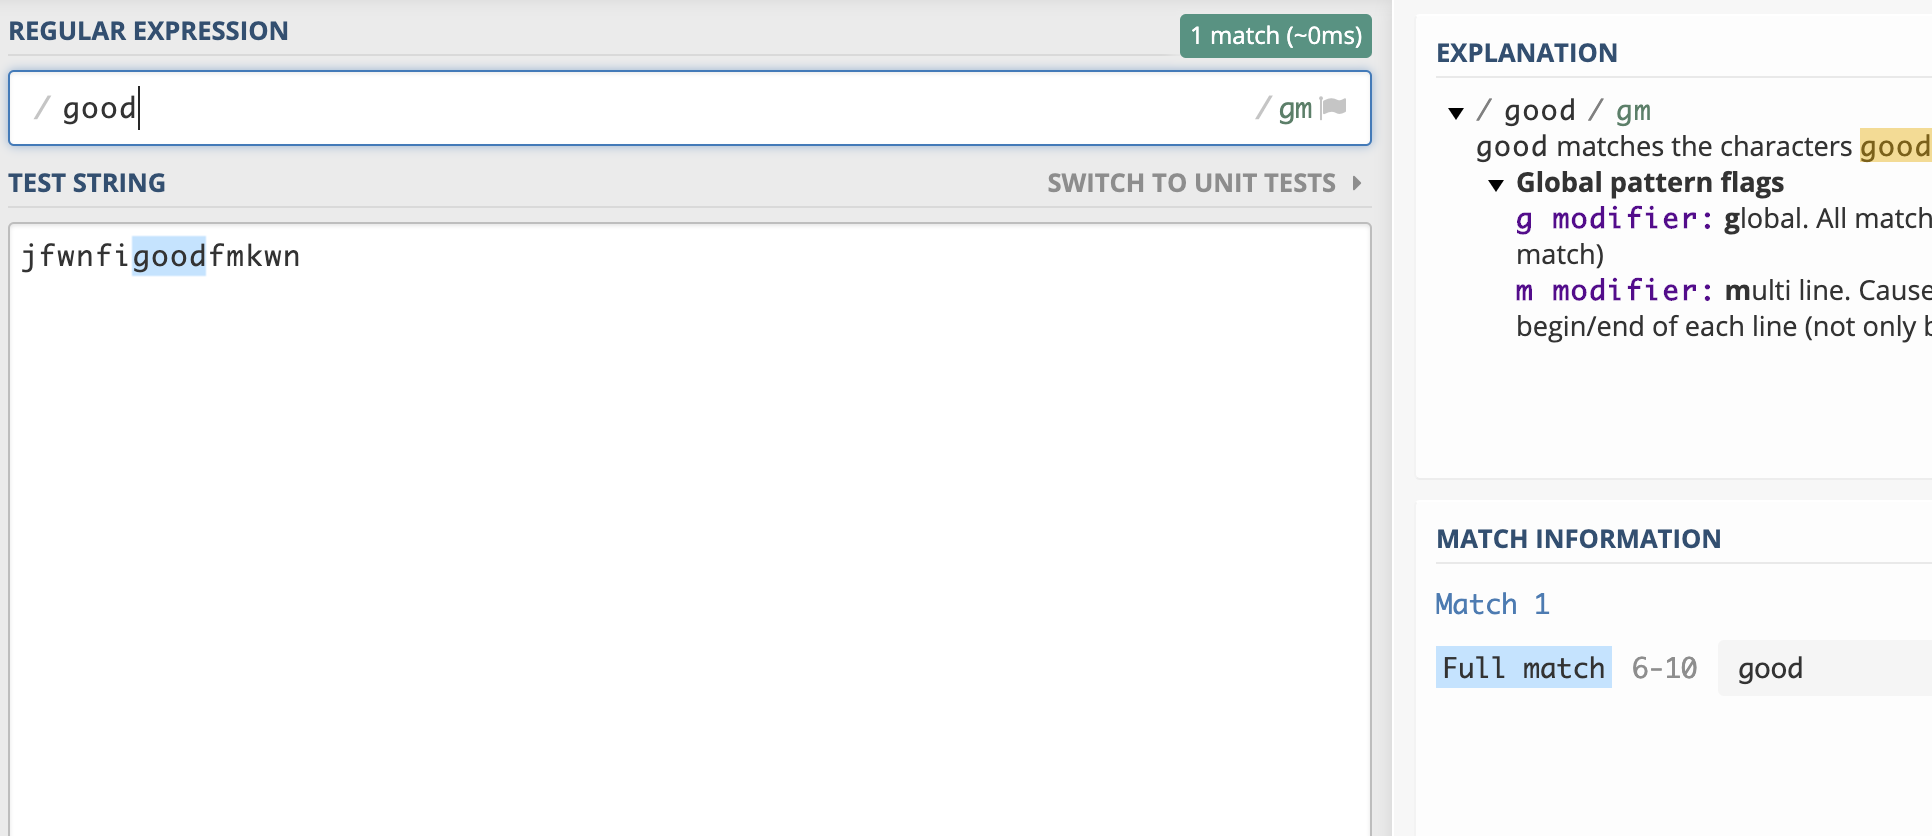 REGULAR EXPRESSION
1 match (~0ms)
/ good / gm
TEST STRING
SWITCH TO UNIT TESTS
jfwnfigoodfmkwn
EXPLANATION
/ good / gm
good matches the characters good
Global pattern flags
g modifier: global. All match
match)
m modifier: multi line. Cause
begin/end of each line (not only b
MATCH INFORMATION
Match 1
Full match 6-10 good